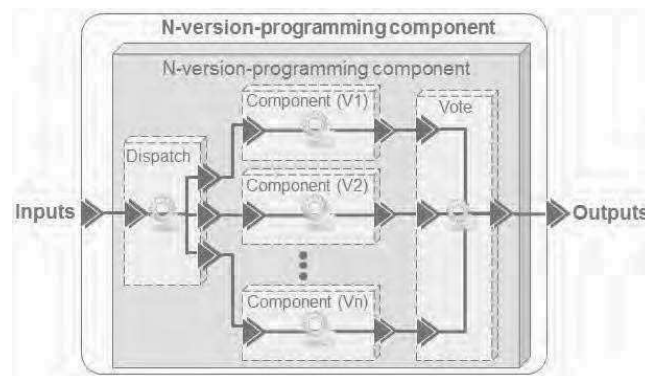 N-version-programming component
N-version-programming component
Component (V1)
Vote
Dispatch
Component (V2)
Inputs
Outputs
Component (Vn)